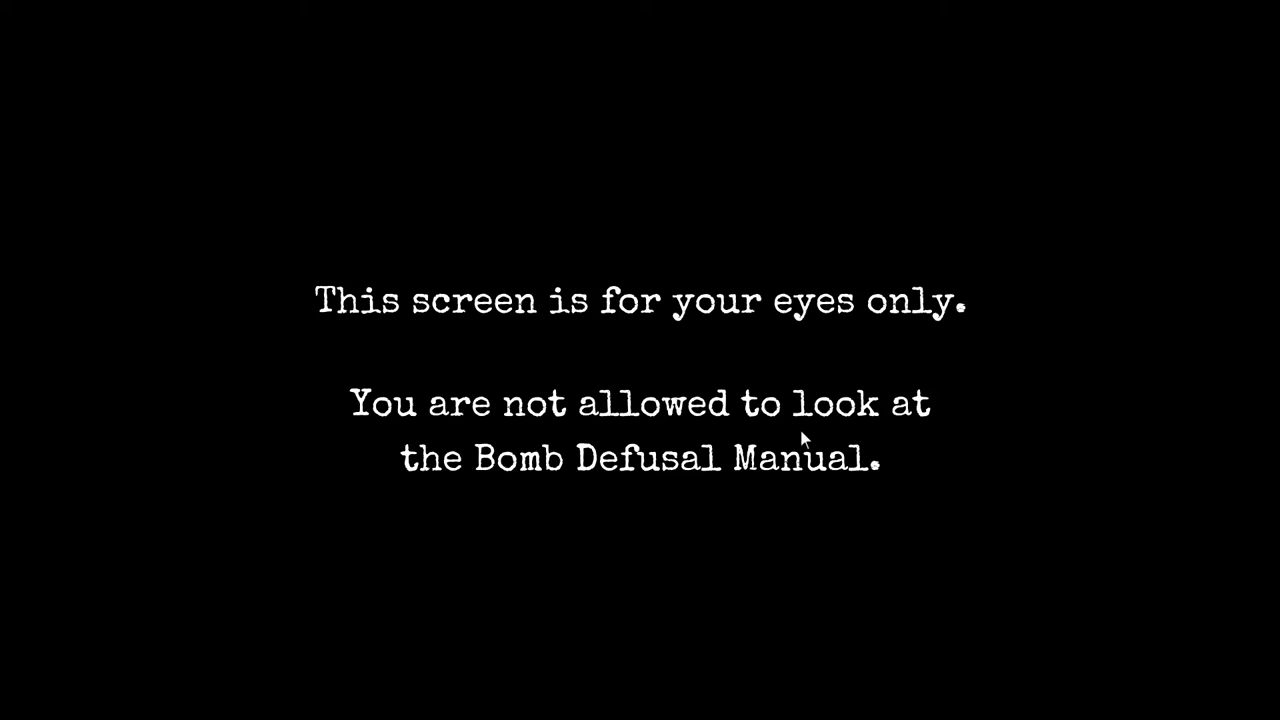 This screen is for your eyes only.
You are not allowed to look at
the Bomb Defusal Manual.